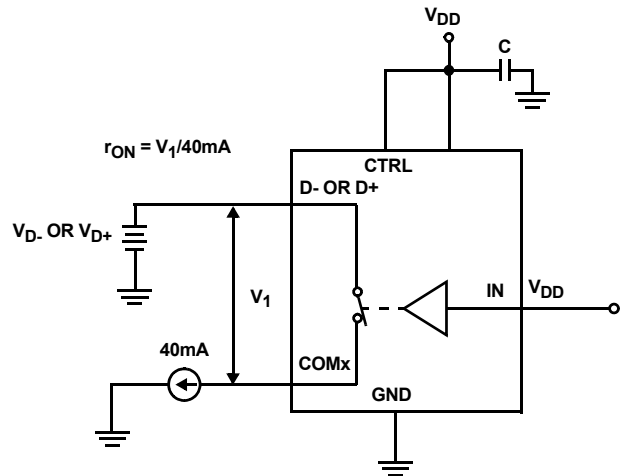 VDD
C
rON = V1/40mA
CTRL
D- OR D+
VD- OR VD+
V1
IN
VDD
40mA
COMx
GND